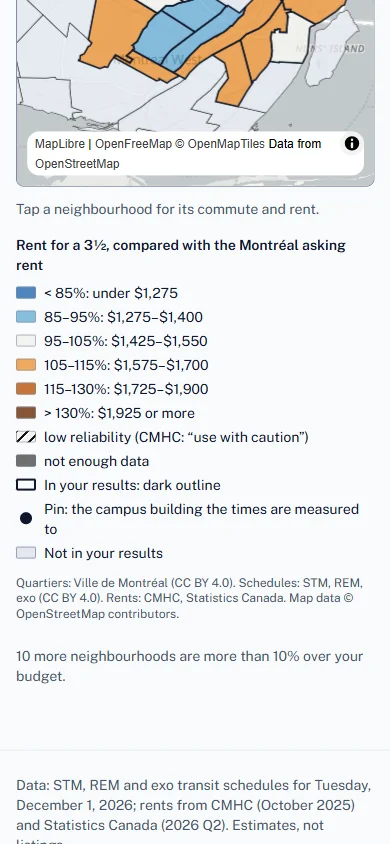 Montréal West
NUNS' ISLAND
MapLibre | OpenFreeMap © OpenMapTiles Data from
OpenStreetMap
Tap a neighbourhood for its commute and rent.
Rent for a 3½, compared with the Montréal asking
rent
< 85%: under $1,275
85–95%: $1,275–$1,400
95–105%: $1,425–$1,550
105–115%: $1,575–$1,700
115–130%: $1,725–$1,900
> 130%: $1,925 or more
low reliability (CMHC: “use with caution”)
not enough data
In your results: dark outline
Pin: the campus building the times are measured
to
Not in your results
Quartiers: Ville de Montréal (CC BY 4.0). Schedules: STM, REM,
exo (CC BY 4.0). Rents: CMHC, Statistics Canada. Map data ©
OpenStreetMap contributors.
10 more neighbourhoods are more than 10% over your
budget.
Data: STM, REM and exo transit schedules for Tuesday,
December 1, 2026; rents from CMHC (October 2025)
and Statistics Canada (2026 Q2). Estimates, not